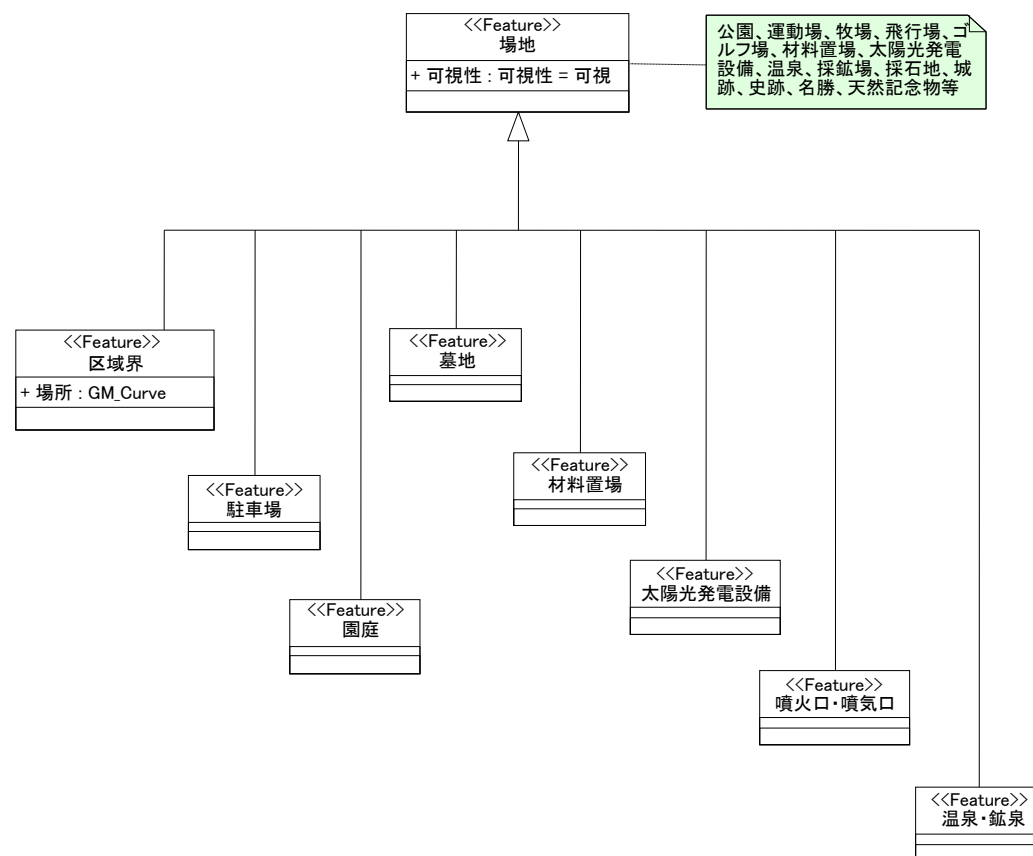 <<Feature>>
場地
+ 可視性 : 可視性 = 可視
公園、運動場、牧場、飛行場、ゴ
ルフ場、材料置場、太陽光発電
設備、温泉、採鉱場、採石地、城
跡、史跡、名勝、天然記念物等
<<Feature>>
区域界
+ 場所 : GM_Curve
<<Feature>>
墓地
<<Feature>>
駐車場
<<Feature>>
材料置場
<<Feature>>
園庭
<<Feature>>
太陽光発電設備
<<Feature>>
噴火口・噴気口
<<Feature>>
温泉・鉱泉